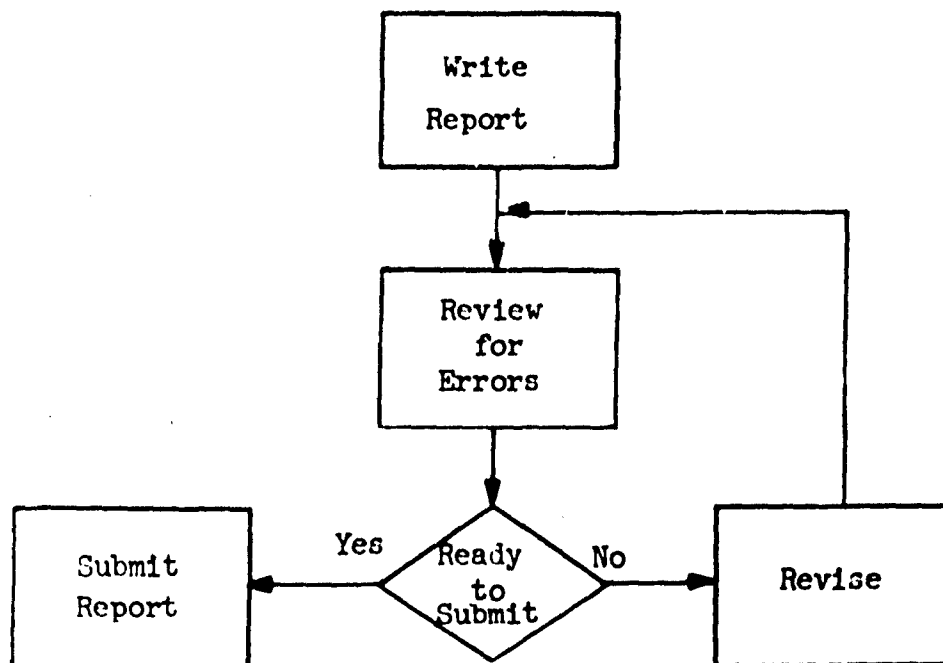 Write
Report
Review
for
Errors
Yes
Ready
to
Submit
No
Submit
Report
Revise